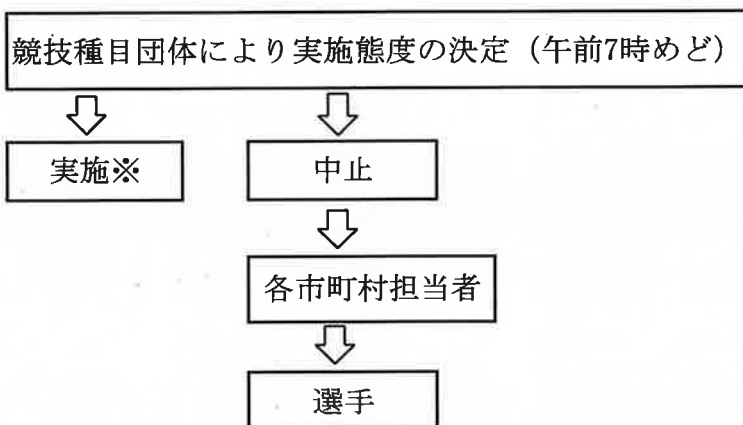 競技種目団体により実施態度の決定（午前7時めど）
実施※
中止
各市町村担当者
選手